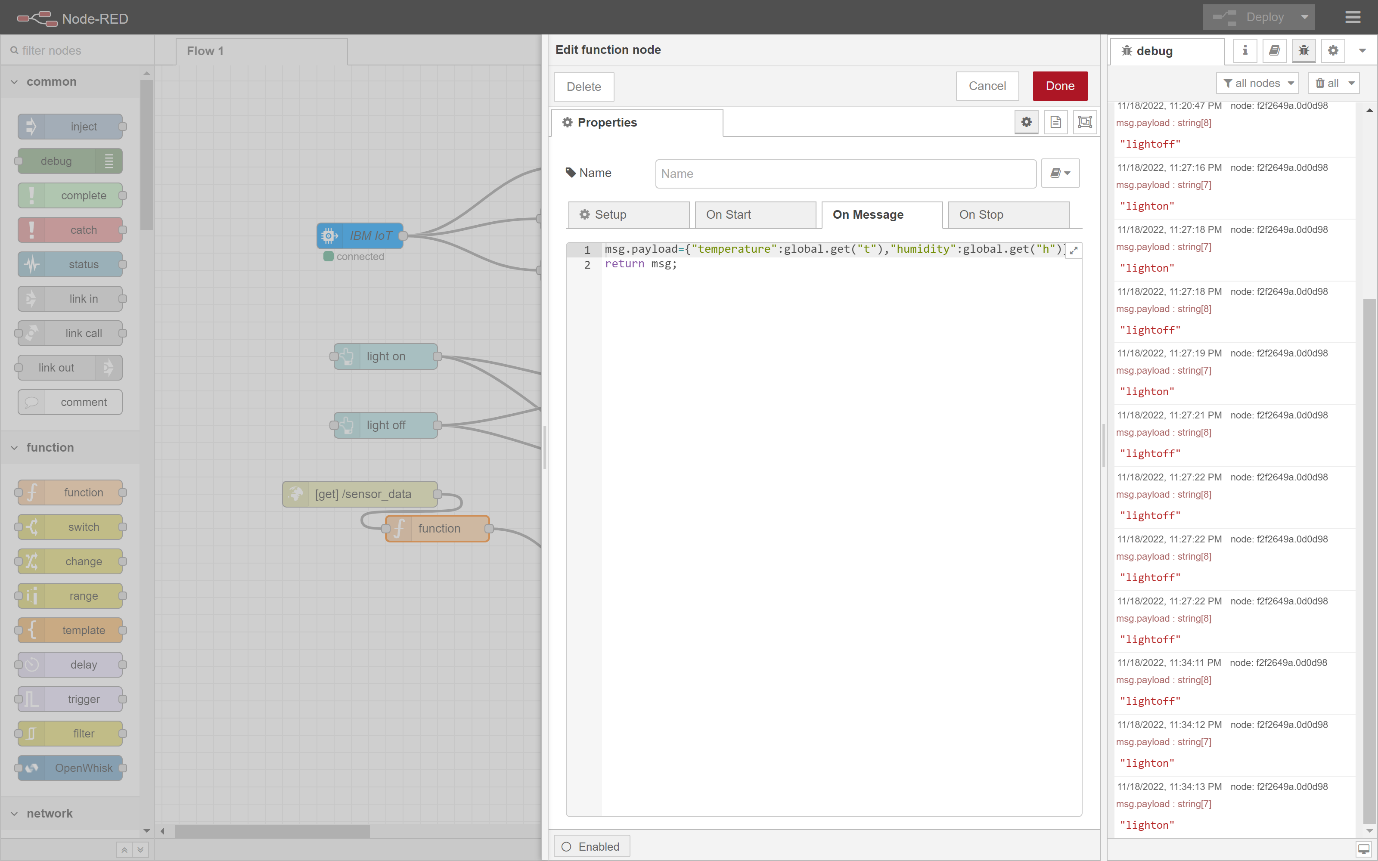 Node-RED
Deploy
filter nodes
common
inject
debug
complete
catch
status
link in
link call
link out
comment
function
function
switch
change
range
template
delay
trigger
filter
OpenWhisk
network
Flow 1
IBM IoT
connected
light on
light off
[get] /sensor_data
function
Edit function node
Delete
Cancel
Done
Properties
Name
Name
Setup
On Start
On Message
On Stop
1 msg.payload={"temperature":global.get("t"),"humidity":global.get("h")
2 return msg;
Enabled
debug
all nodes
all
11/18/2022, 11:20:47 PM node: f2f2649a.0d0d98
msg.payload : string[8]
"lightoff"
11/18/2022, 11:27:16 PM node: f2f2649a.0d0d98
msg.payload : string[7]
"lighton"
11/18/2022, 11:27:18 PM node: f2f2649a.0d0d98
msg.payload : string[7]
"lighton"
11/18/2022, 11:27:18 PM node: f2f2649a.0d0d98
msg.payload : string[8]
"lightoff"
11/18/2022, 11:27:19 PM node: f2f2649a.0d0d98
msg.payload : string[7]
"lighton"
11/18/2022, 11:27:21 PM node: f2f2649a.0d0d98
msg.payload : string[8]
"lightoff"
11/18/2022, 11:27:22 PM node: f2f2649a.0d0d98
msg.payload : string[8]
"lightoff"
11/18/2022, 11:27:22 PM node: f2f2649a.0d0d98
msg.payload : string[8]
"lightoff"
11/18/2022, 11:27:22 PM node: f2f2649a.0d0d98
msg.payload : string[8]
"lightoff"
11/18/2022, 11:34:11 PM node: f2f2649a.0d0d98
msg.payload : string[8]
"lightoff"
11/18/2022, 11:34:12 PM node: f2f2649a.0d0d98
msg.payload : string[7]
"lighton"
11/18/2022, 11:34:13 PM node: f2f2649a.0d0d98
msg.payload : string[7]
"lighton"